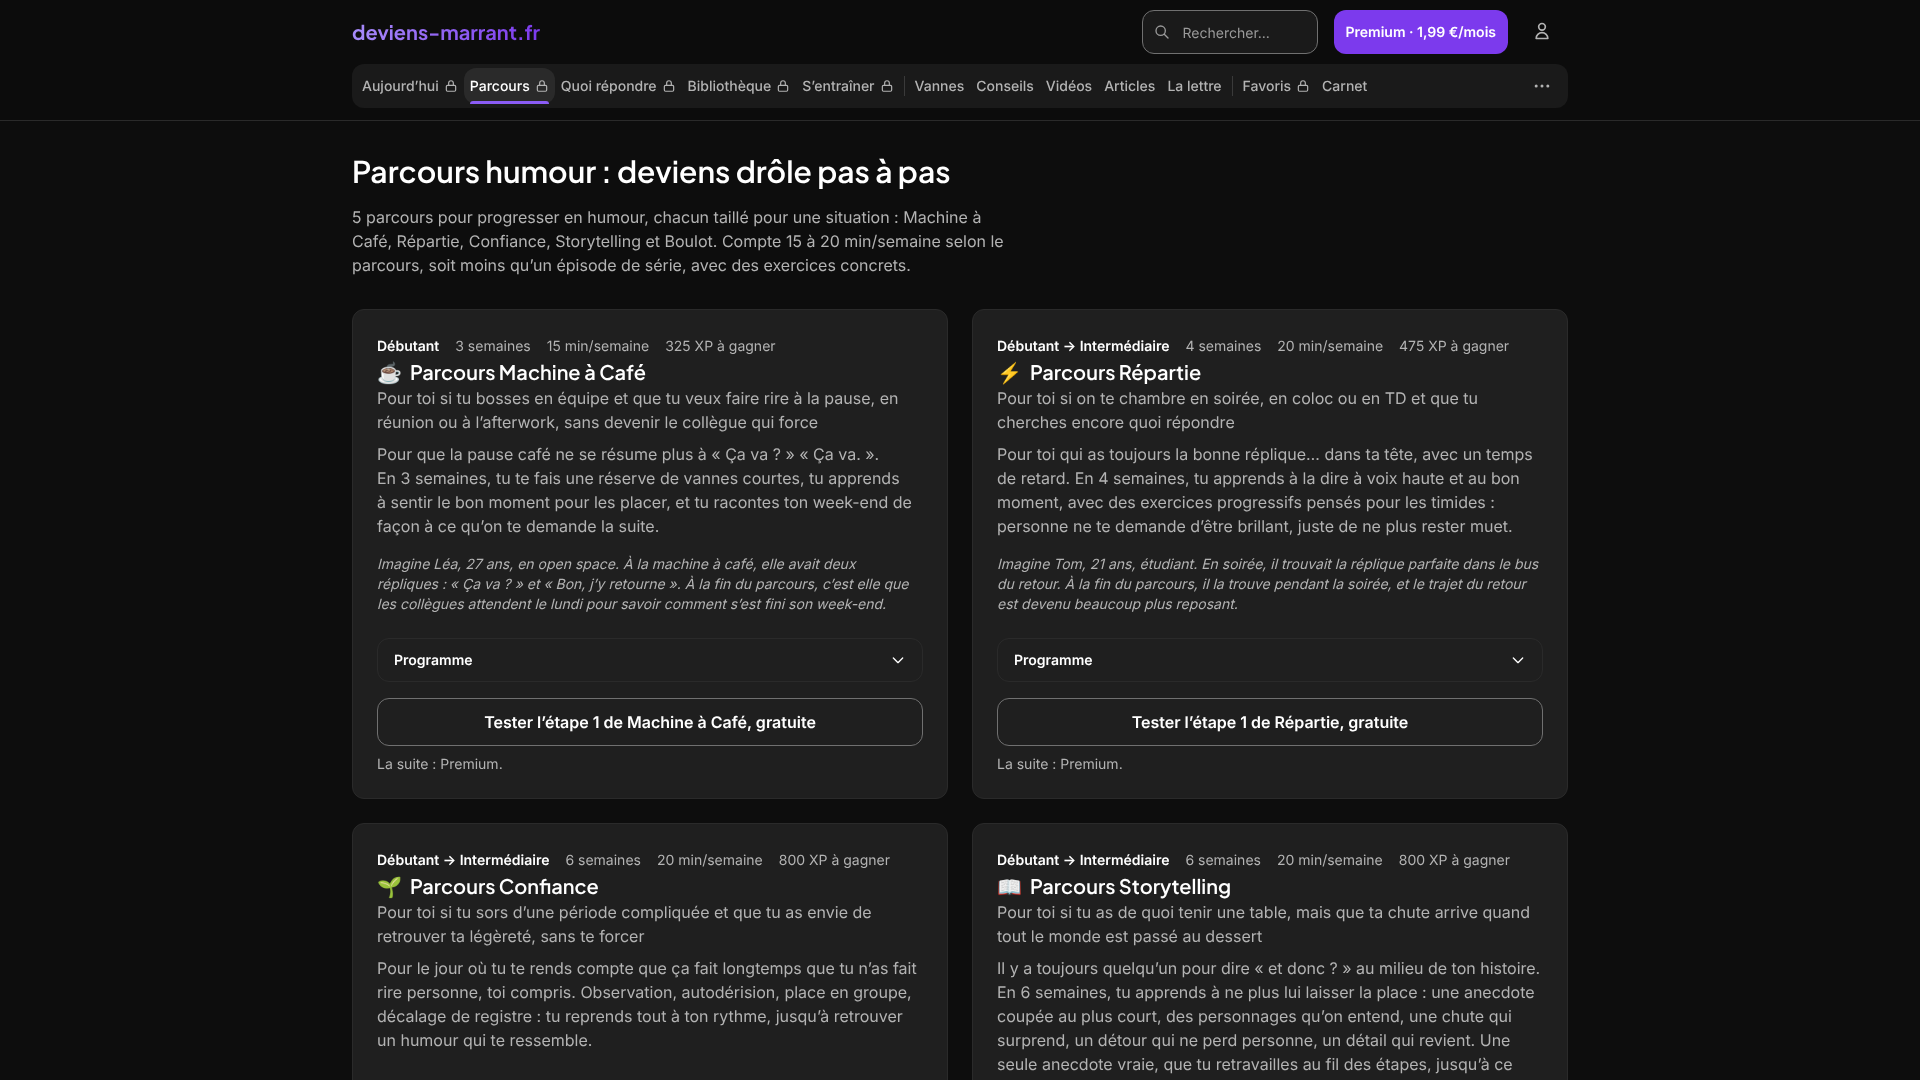 deviens-marrant.fr
Rechercher...
Premium · 1,99 €/mois
Aujourd’hui Parcours Quoi répondre Bibliothèque S’entraîner Vannes Conseils Vidéos Articles La lettre Favoris Carnet
Parcours humour : deviens drôle pas à pas
5 parcours pour progresser en humour, chacun taillé pour une situation : Machine à
Café, Répartie, Confiance, Storytelling et Boulot. Compte 15 à 20 min/semaine selon le
parcours, soit moins qu’un épisode de série, avec des exercices concrets.
Débutant 3 semaines 15 min/semaine 325 XP à gagner
☕ Parcours Machine à Café
Pour toi si tu bosses en équipe et que tu veux faire rire à la pause, en
réunion ou à l’afterwork, sans devenir le collègue qui force
Pour que la pause café ne se résume plus à « Ça va ? » « Ça va. ».
En 3 semaines, tu te fais une réserve de vannes courtes, tu apprends
à sentir le bon moment pour les placer, et tu racontes ton week-end de
façon à ce qu’on te demande la suite.
Imagine Léa, 27 ans, en open space. À la machine à café, elle avait deux
répliques : « Ça va ? » et « Bon, j’y retourne ». À la fin du parcours, c’est elle que
les collègues attendent le lundi pour savoir comment s’est fini son week-end.
Programme
Tester l’étape 1 de Machine à Café, gratuite
La suite : Premium.
Débutant → Intermédiaire 4 semaines 20 min/semaine 475 XP à gagner
⚡ Parcours Répartie
Pour toi si on te chambre en soirée, en coloc ou en TD et que tu
cherches encore quoi répondre
Pour toi qui as toujours la bonne réplique… dans ta tête, avec un temps
de retard. En 4 semaines, tu apprends à la dire à voix haute et au bon
moment, avec des exercices progressifs pensés pour les timides :
personne ne te demande d’être brillant, juste de ne plus rester muet.
Imagine Tom, 21 ans, étudiant. En soirée, il trouvait la réplique parfaite dans le bus
du retour. À la fin du parcours, il la trouve pendant la soirée, et le trajet du retour
est devenu beaucoup plus reposant.
Programme
Tester l’étape 1 de Répartie, gratuite
La suite : Premium.
Débutant → Intermédiaire 6 semaines 20 min/semaine 800 XP à gagner
🌱 Parcours Confiance
Pour toi si tu sors d’une période compliquée et que tu as envie de
retrouver ta légèreté, sans te forcer
Pour le jour où tu te rends compte que ça fait longtemps que tu n’as fait
rire personne, toi compris. Observation, autodérision, place en groupe,
décalage de registre : tu reprends tout à ton rythme, jusqu’à retrouver
un humour qui te ressemble.
Débutant → Intermédiaire 6 semaines 20 min/semaine 800 XP à gagner
📖 Parcours Storytelling
Pour toi si tu as de quoi tenir une table, mais que ta chute arrive quand
tout le monde est passé au dessert
Il y a toujours quelqu’un pour dire « et donc ? » au milieu de ton histoire.
En 6 semaines, tu apprends à ne plus lui laisser la place : une anecdote
coupée au plus court, des personnages qu’on entend, une chute qui
surprend, un détour qui ne perd personne, un détail qui revient. Une
seule anecdote vraie, que tu retravailles au fil des étapes, jusqu’à ce